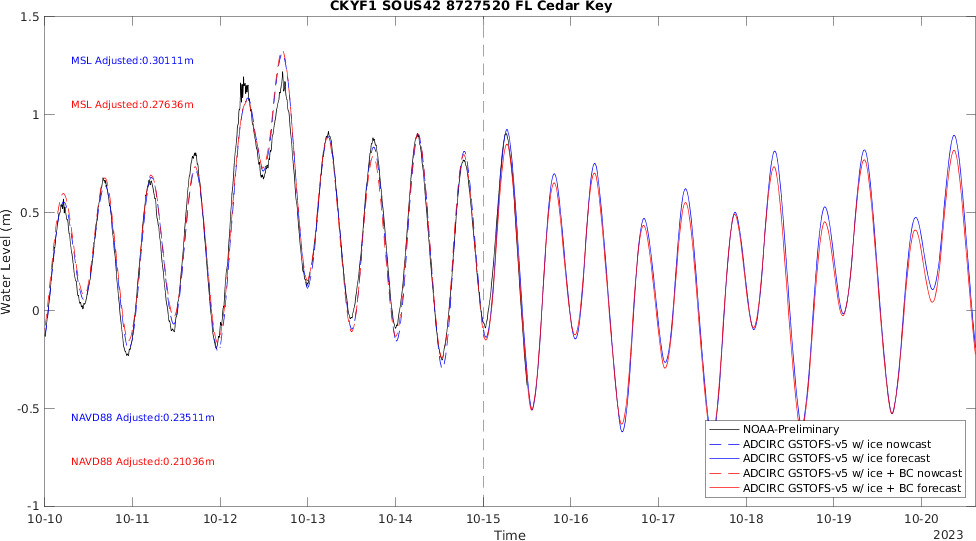 CKYF1 SOUS42 8727520 FL Cedar Key
1.5
1
0.5
0
-0.5
-1
Water Level (m)
MSL Adjusted:0.30111m
MSL Adjusted:0.27636m
NAVD88 Adjusted:0.23511m
NAVD88 Adjusted:0.21036m
NOAA-Preliminary
ADCIRC GSTOFS-v5 w/ ice nowcast
ADCIRC GSTOFS-v5 w/ ice forecast
ADCIRC GSTOFS-v5 w/ ice + BC nowcast
ADCIRC GSTOFS-v5 w/ ice + BC forecast
10-10 10-11 10-12 10-13 10-14 10-15 10-16 10-17 10-18 10-19 10-20
Time
2023